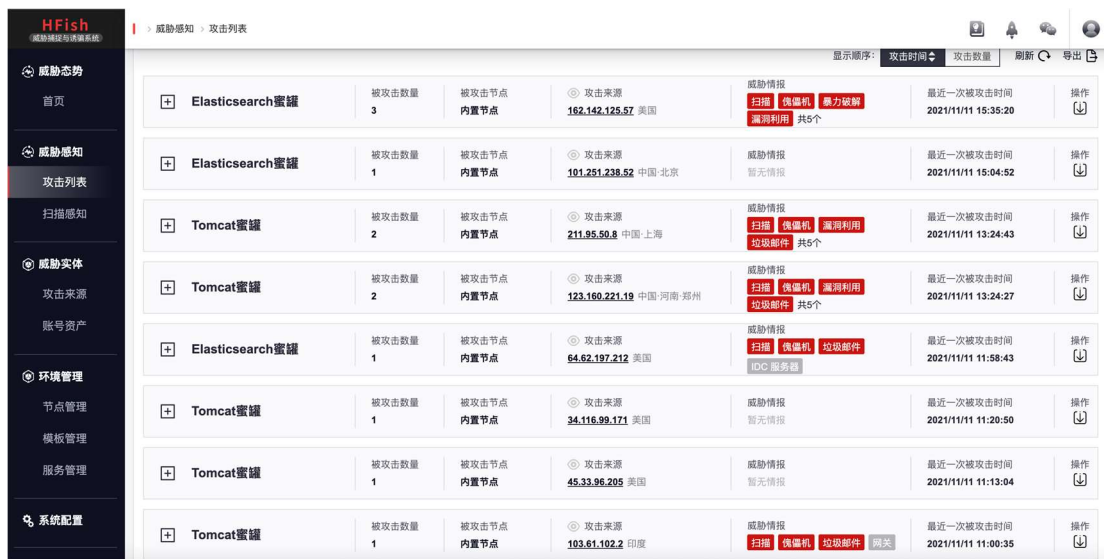 HFish
威胁捕捉与诱骗系统
> 威胁感知 > 攻击列表
威胁态势
首页
威胁感知
攻击列表
扫描感知
威胁实体
攻击来源
账号资产
环境管理
节点管理
模板管理
服务管理
系统配置
显示顺序: 攻击时间 攻击数量 刷新 导出
Elasticsearch蜜罐 被攻击数量 被攻击节点 攻击来源 威胁情报 最近一次被攻击时间 操作
3 内置节点 162.142.125.57 美国 扫描 傀儡机 暴力破解 2021/11/11 15:35:20
漏洞利用 共5个
Elasticsearch蜜罐 被攻击数量 被攻击节点 攻击来源 威胁情报 最近一次被攻击时间 操作
1 内置节点 101.251.238.52 中国·北京 暂无情报 2021/11/11 15:04:52
Tomcat蜜罐 被攻击数量 被攻击节点 攻击来源 威胁情报 最近一次被攻击时间 操作
2 内置节点 211.95.50.8 中国·上海 扫描 傀儡机 漏洞利用 2021/11/11 13:24:43
垃圾邮件 共5个
Tomcat蜜罐 被攻击数量 被攻击节点 攻击来源 威胁情报 最近一次被攻击时间 操作
2 内置节点 123.160.221.19 中国·河南·郑州 扫描 傀儡机 漏洞利用 2021/11/11 13:24:27
垃圾邮件 共5个
Elasticsearch蜜罐 被攻击数量 被攻击节点 攻击来源 威胁情报 最近一次被攻击时间 操作
1 内置节点 64.62.197.212 美国 扫描 傀儡机 垃圾邮件 2021/11/11 11:58:43
IDC 服务器
Tomcat蜜罐 被攻击数量 被攻击节点 攻击来源 威胁情报 最近一次被攻击时间 操作
1 内置节点 34.116.99.171 美国 暂无情报 2021/11/11 11:20:50
Tomcat蜜罐 被攻击数量 被攻击节点 攻击来源 威胁情报 最近一次被攻击时间 操作
1 内置节点 45.33.96.205 美国 暂无情报 2021/11/11 11:13:04
Tomcat蜜罐 被攻击数量 被攻击节点 攻击来源 威胁情报 最近一次被攻击时间 操作
1 内置节点 103.61.102.2 印度 扫描 傀儡机 垃圾邮件 网关 2021/11/11 11:00:35